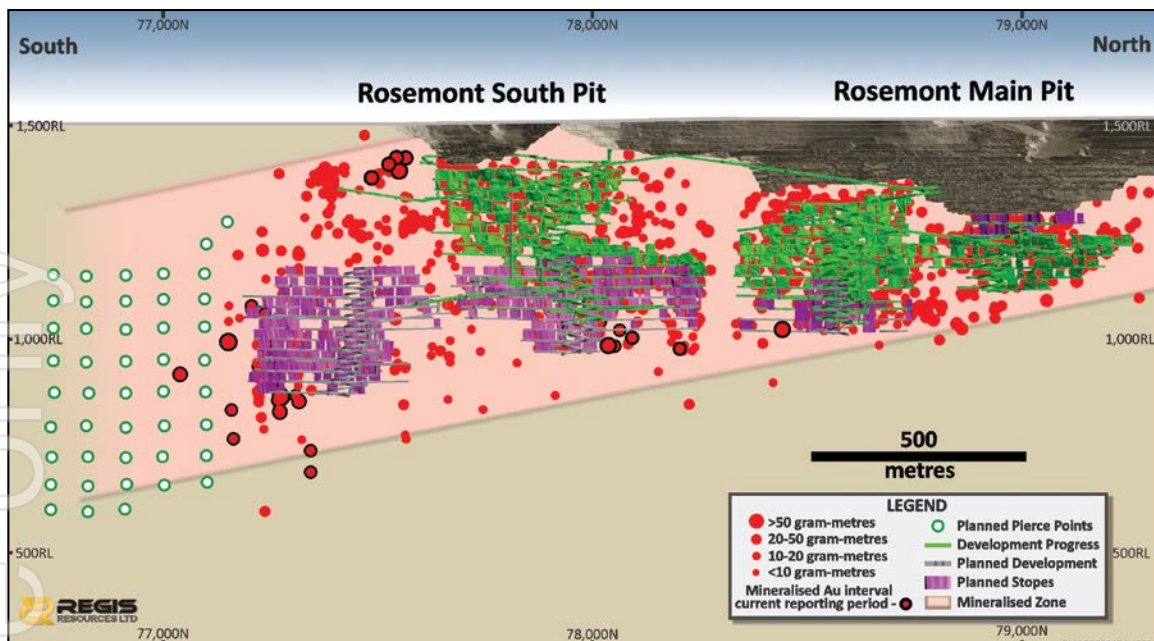 77,000N 78,000N 79,000N
South North
Rosemont South Pit Rosemont Main Pit
1,500RL 1,500RL
1,000RL 1,000RL
500
metres
LEGEND
>50 gram-metres
20-50 gram-metres
10-20 gram-metres
<10 gram-metres
Mineralised Au interval
current reporting period -
Planned Pierce Points
Development Progress
Planned Development
Planned Stopes
Mineralised Zone
500RL 500RL
REGIS
RESOURCES LTD
77,000N 78,000N 79,000N